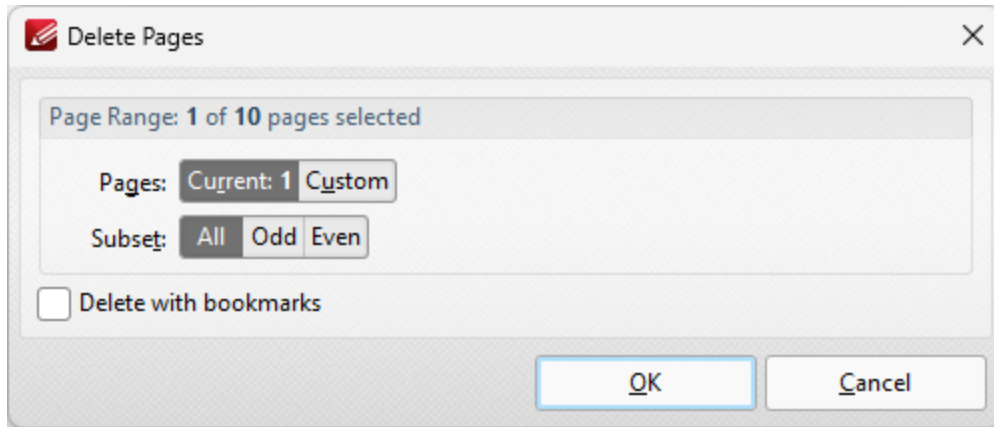 Delete Pages
Page Range: 1 of 10 pages selected
Pages: Current: 1 Custom
Subset: All Odd Even
Delete with bookmarks
OK Cancel